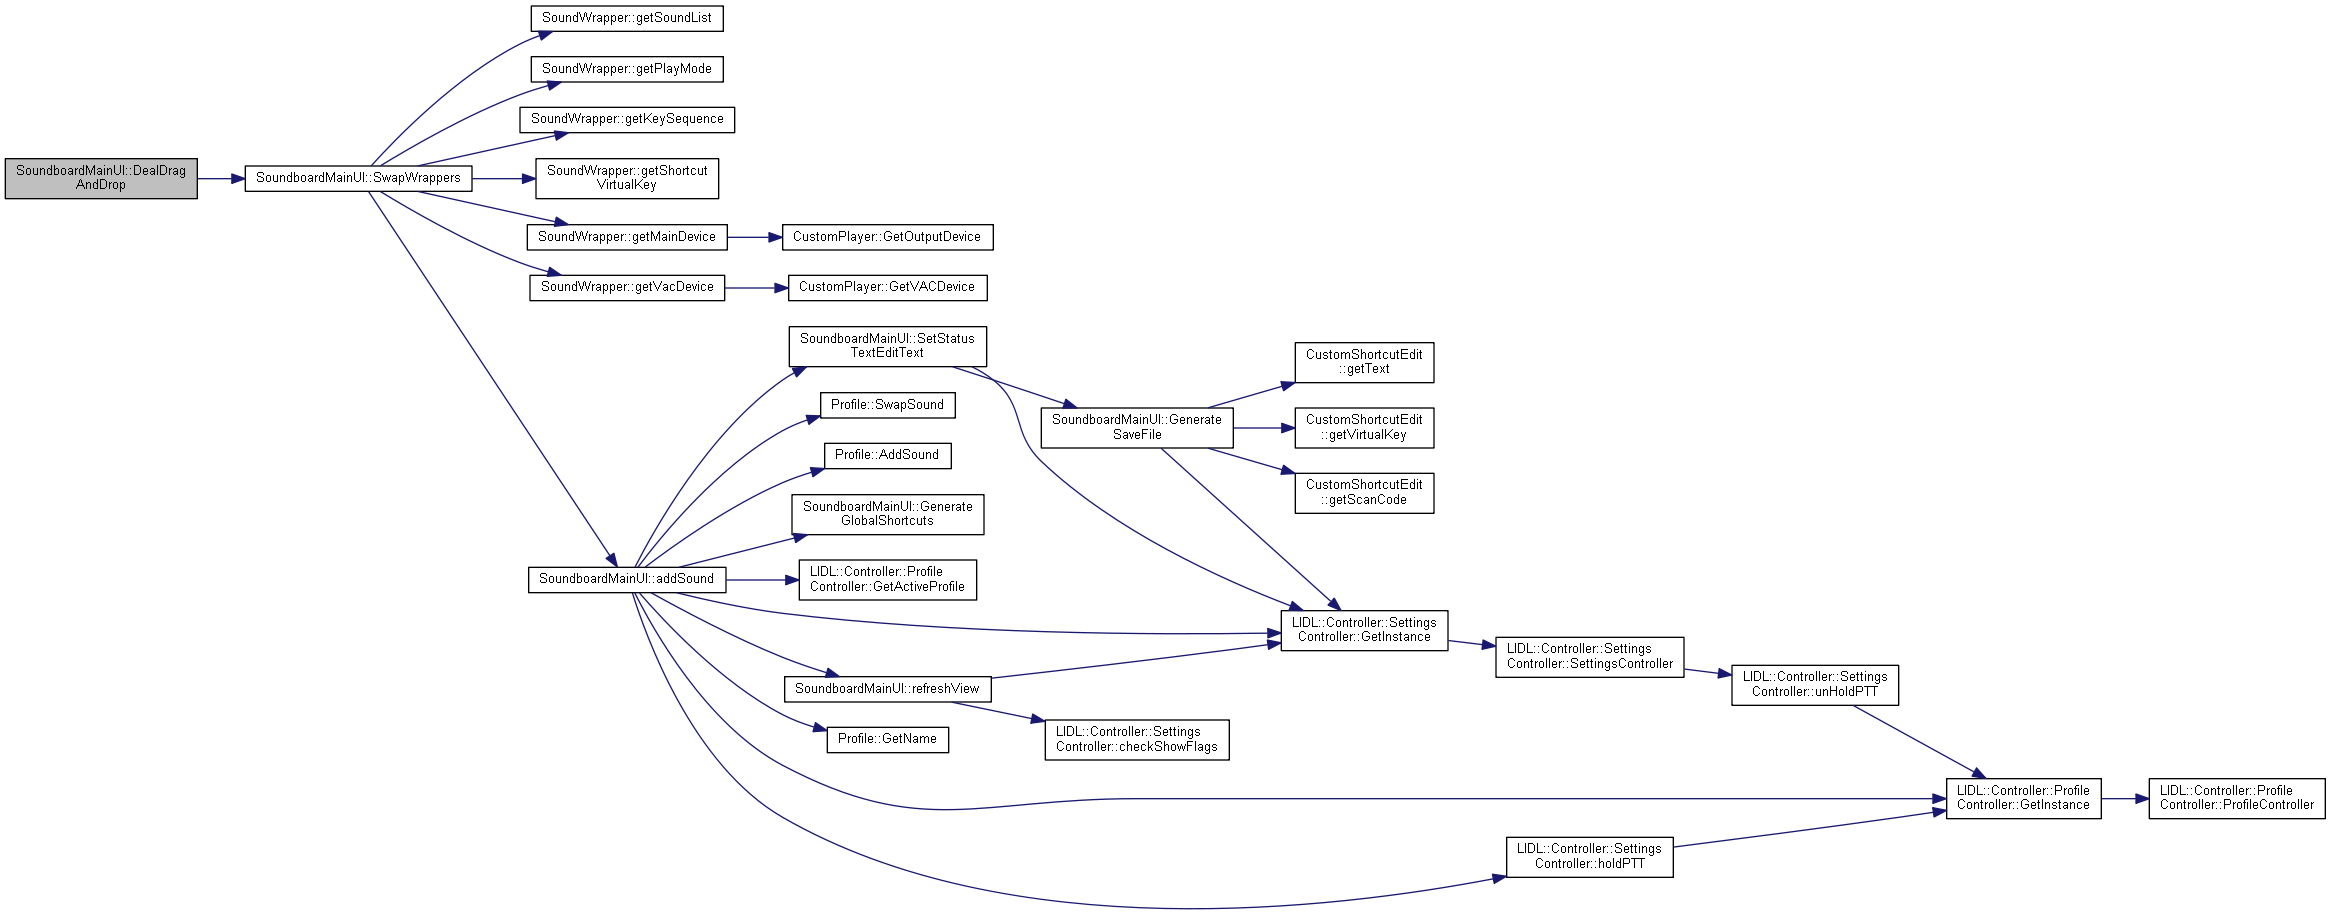 SoundWrapper::getSoundList
SoundWrapper::getPlayMode
SoundWrapper::getKeySequence
SoundboardMainUI::DealDrag
AndDrop
SoundboardMainUI::SwapWrappers
SoundWrapper::getShortcut
VirtualKey
SoundWrapper::getMainDevice
CustomPlayer::GetOutputDevice
SoundWrapper::getVacDevice
CustomPlayer::GetVACDevice
SoundboardMainUI::SetStatus
TextEditText
CustomShortcutEdit
::getText
Profile::SwapSound
SoundboardMainUI::Generate
SaveFile
CustomShortcutEdit
::getVirtualKey
Profile::AddSound
CustomShortcutEdit
::getScanCode
SoundboardMainUI::Generate
GlobalShortcuts
SoundboardMainUI::addSound
LIDL::Controller::Profile
Controller::GetActiveProfile
LIDL::Controller::Settings
Controller::GetInstance
LIDL::Controller::Settings
Controller::SettingsController
LIDL::Controller::Settings
Controller::unHoldPTT
SoundboardMainUI::refreshView
LIDL::Controller::Settings
Controller::checkShowFlags
Profile::GetName
LIDL::Controller::Profile
Controller::GetInstance
LIDL::Controller::Profile
Controller::ProfileController
LIDL::Controller::Settings
Controller::holdPTT